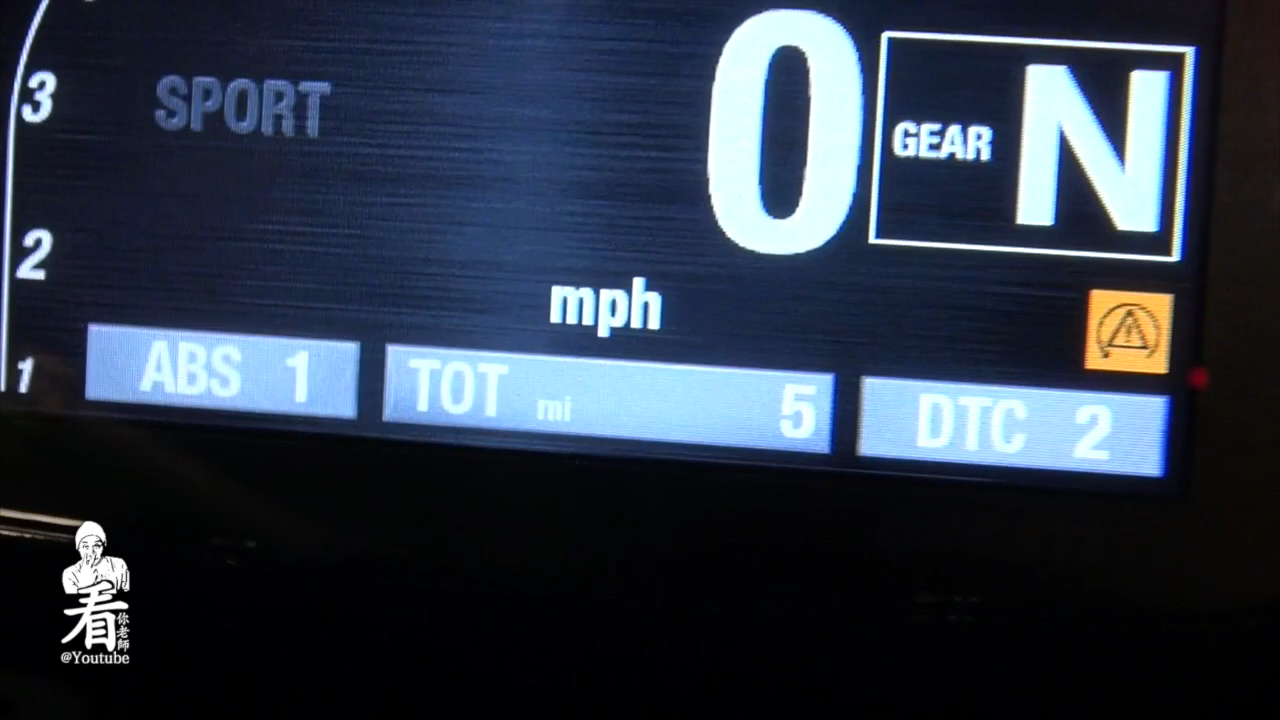 3
SPORT
0
GEAR N
2
mph
1
ABS 1
TOT mi 5
DTC 2
看
你老師
@Youtube